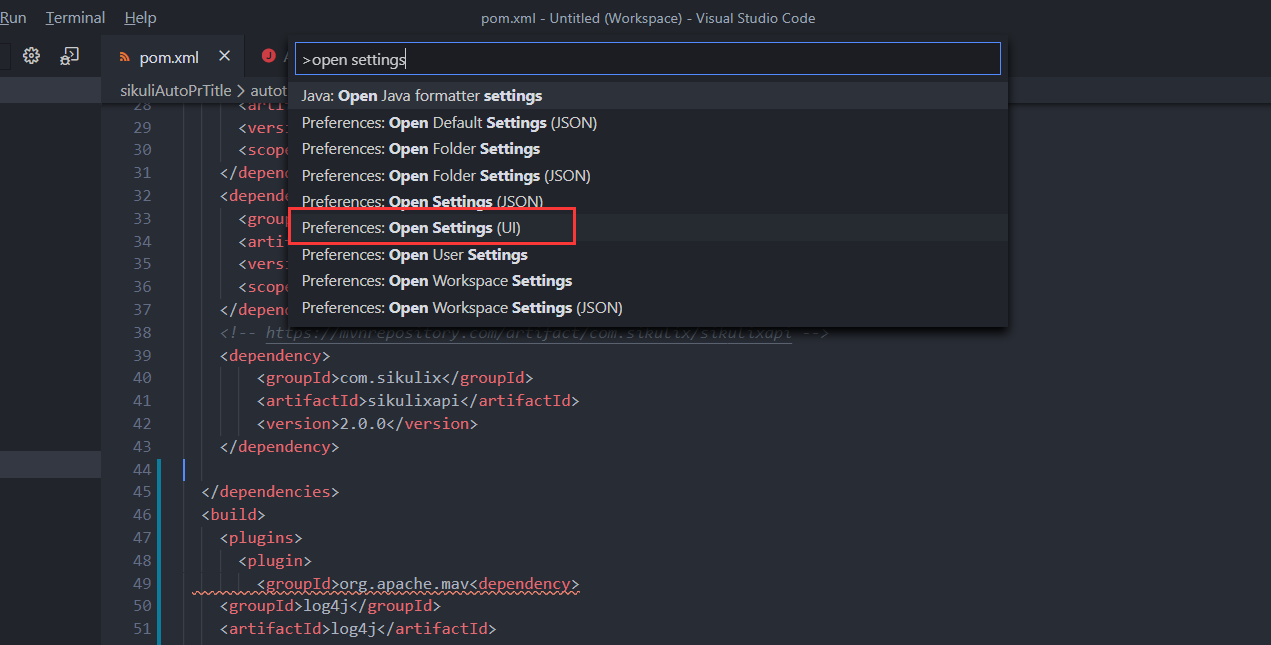 Run Terminal Help pom.xml - Untitled (Workspace) - Visual Studio Code
pom.xml
>open settings
sikuliAutoPrTitle > autot
Java: Open Java formatter settings
Preferences: Open Default Settings (JSON)
Preferences: Open Folder Settings
Preferences: Open Folder Settings (JSON)
Preferences: Open Settings (JSON)
Preferences: Open Settings (UI)
Preferences: Open User Settings
Preferences: Open Workspace Settings
Preferences: Open Workspace Settings (JSON)
28 <arti
29 <versi
30 <scope
31 </depend
32 <depende
33 <group
34 <arti
35 <versi
36 <scope
37 </depend
38 <!-- https://mvnrepository.com/artifact/com.sikulix/sikulixapi -->
39 <dependency>
40 <groupId>com.sikulix</groupId>
41 <artifactId>sikulixapi</artifactId>
42 <version>2.0.0</version>
43 </dependency>
44
45 </dependencies>
46 <build>
47 <plugins>
48 <plugin>
49 <groupId>org.apache.mav<dependency>
50 <groupId>log4j</groupId>
51 <artifactId>log4j</artifactId>